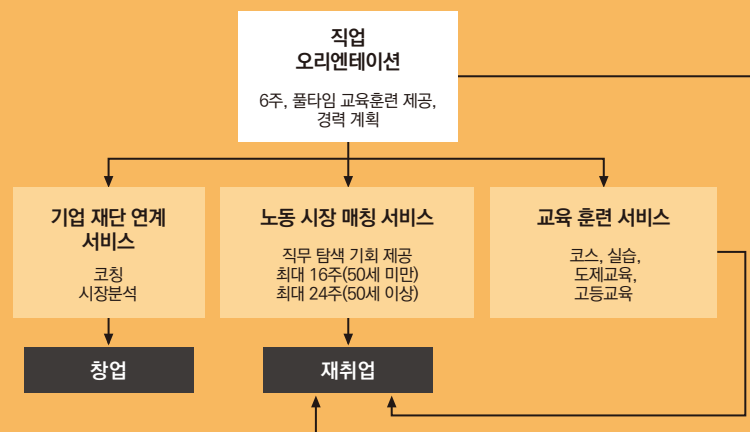 직업
오리엔테이션
6주, 풀타임 교육훈련 제공,
경력 계획
기업 재단 연계
서비스
코칭
시장분석
노동 시장 매칭 서비스
직무 탐색 기회 제공
최대 16주(50세 미만)
최대 24주(50세 이상)
교육 훈련 서비스
코스, 실습,
도제교육,
고등교육
창업
재취업